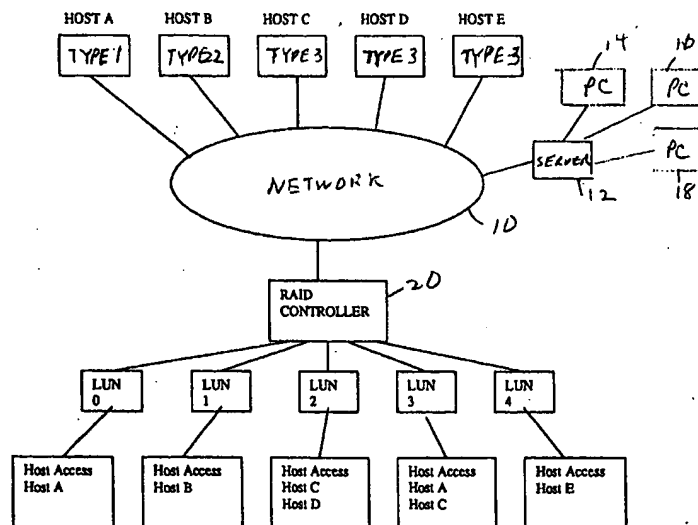 HOST A HOST B HOST C HOST D HOST E
TYPE 1 TYPE 2 TYPE 3 TYPE 3 TYPE 3
14 16
PC PC
SERVER PC
12 18
NETWORK
10
20
RAID
CONTROLLER
LUN LUN LUN LUN LUN
0 1 2 3 4
Host Access Host Access Host Access Host Access Host Access
Host A Host B Host C Host A Host E
Host D Host C